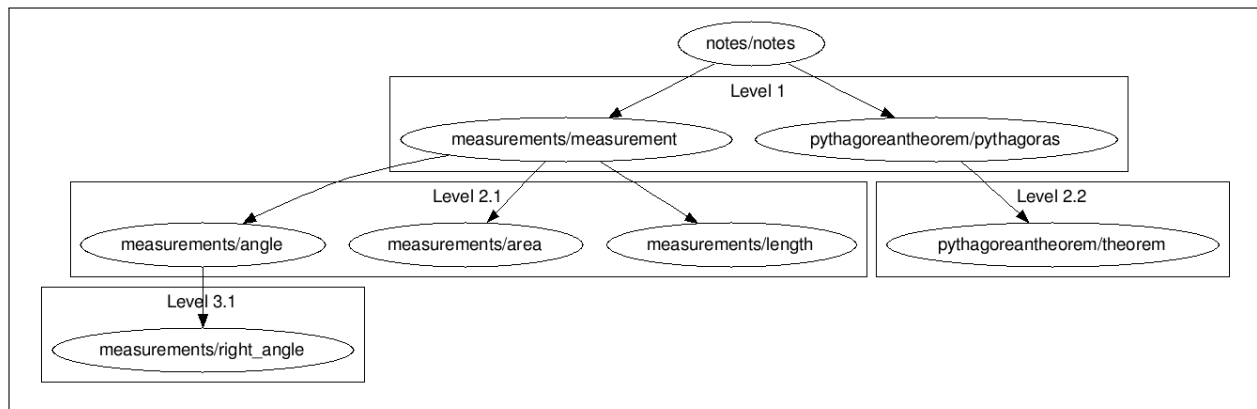 notes/notes
Level 1
measurements/measurement
pythagoreantheorem/pythagoras
Level 2.1
Level 2.2
measurements/angle
measurements/area
measurements/length
pythagoreantheorem/theorem
Level 3.1
measurements/right_angle